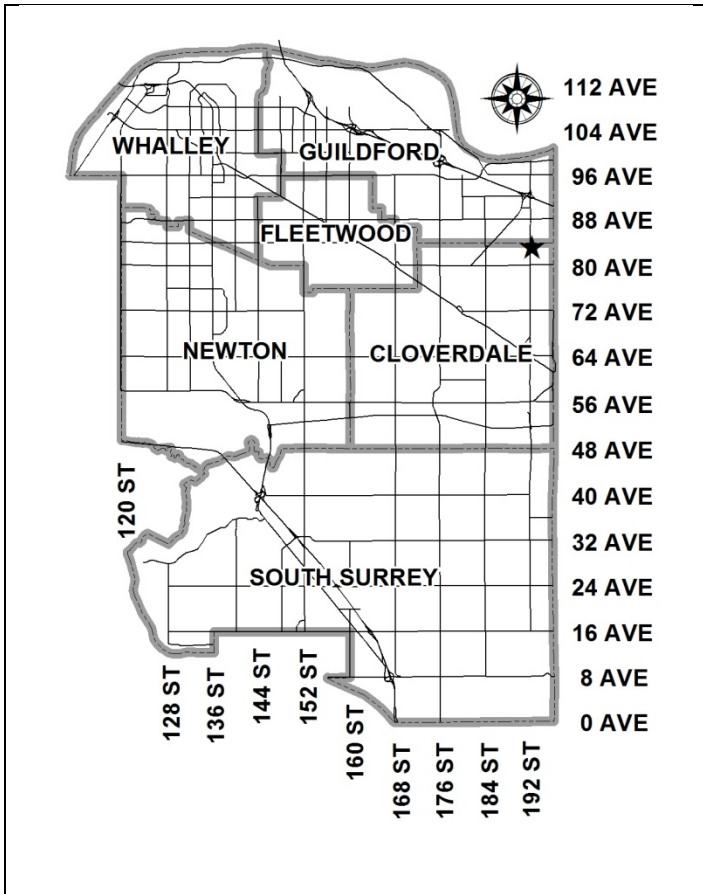 112 AVE
104 AVE
WHALLEY
GUILDFORD
96 AVE
88 AVE
FLEETWOOD
80 AVE
72 AVE
NEWTON
CLOVERDALE
64 AVE
56 AVE
48 AVE
120 ST
40 AVE
32 AVE
SOUTH SURREY
24 AVE
16 AVE
128 ST
136 ST
144 ST
152 ST
160 ST
8 AVE
0 AVE
168 ST
176 ST
184 ST
192 ST